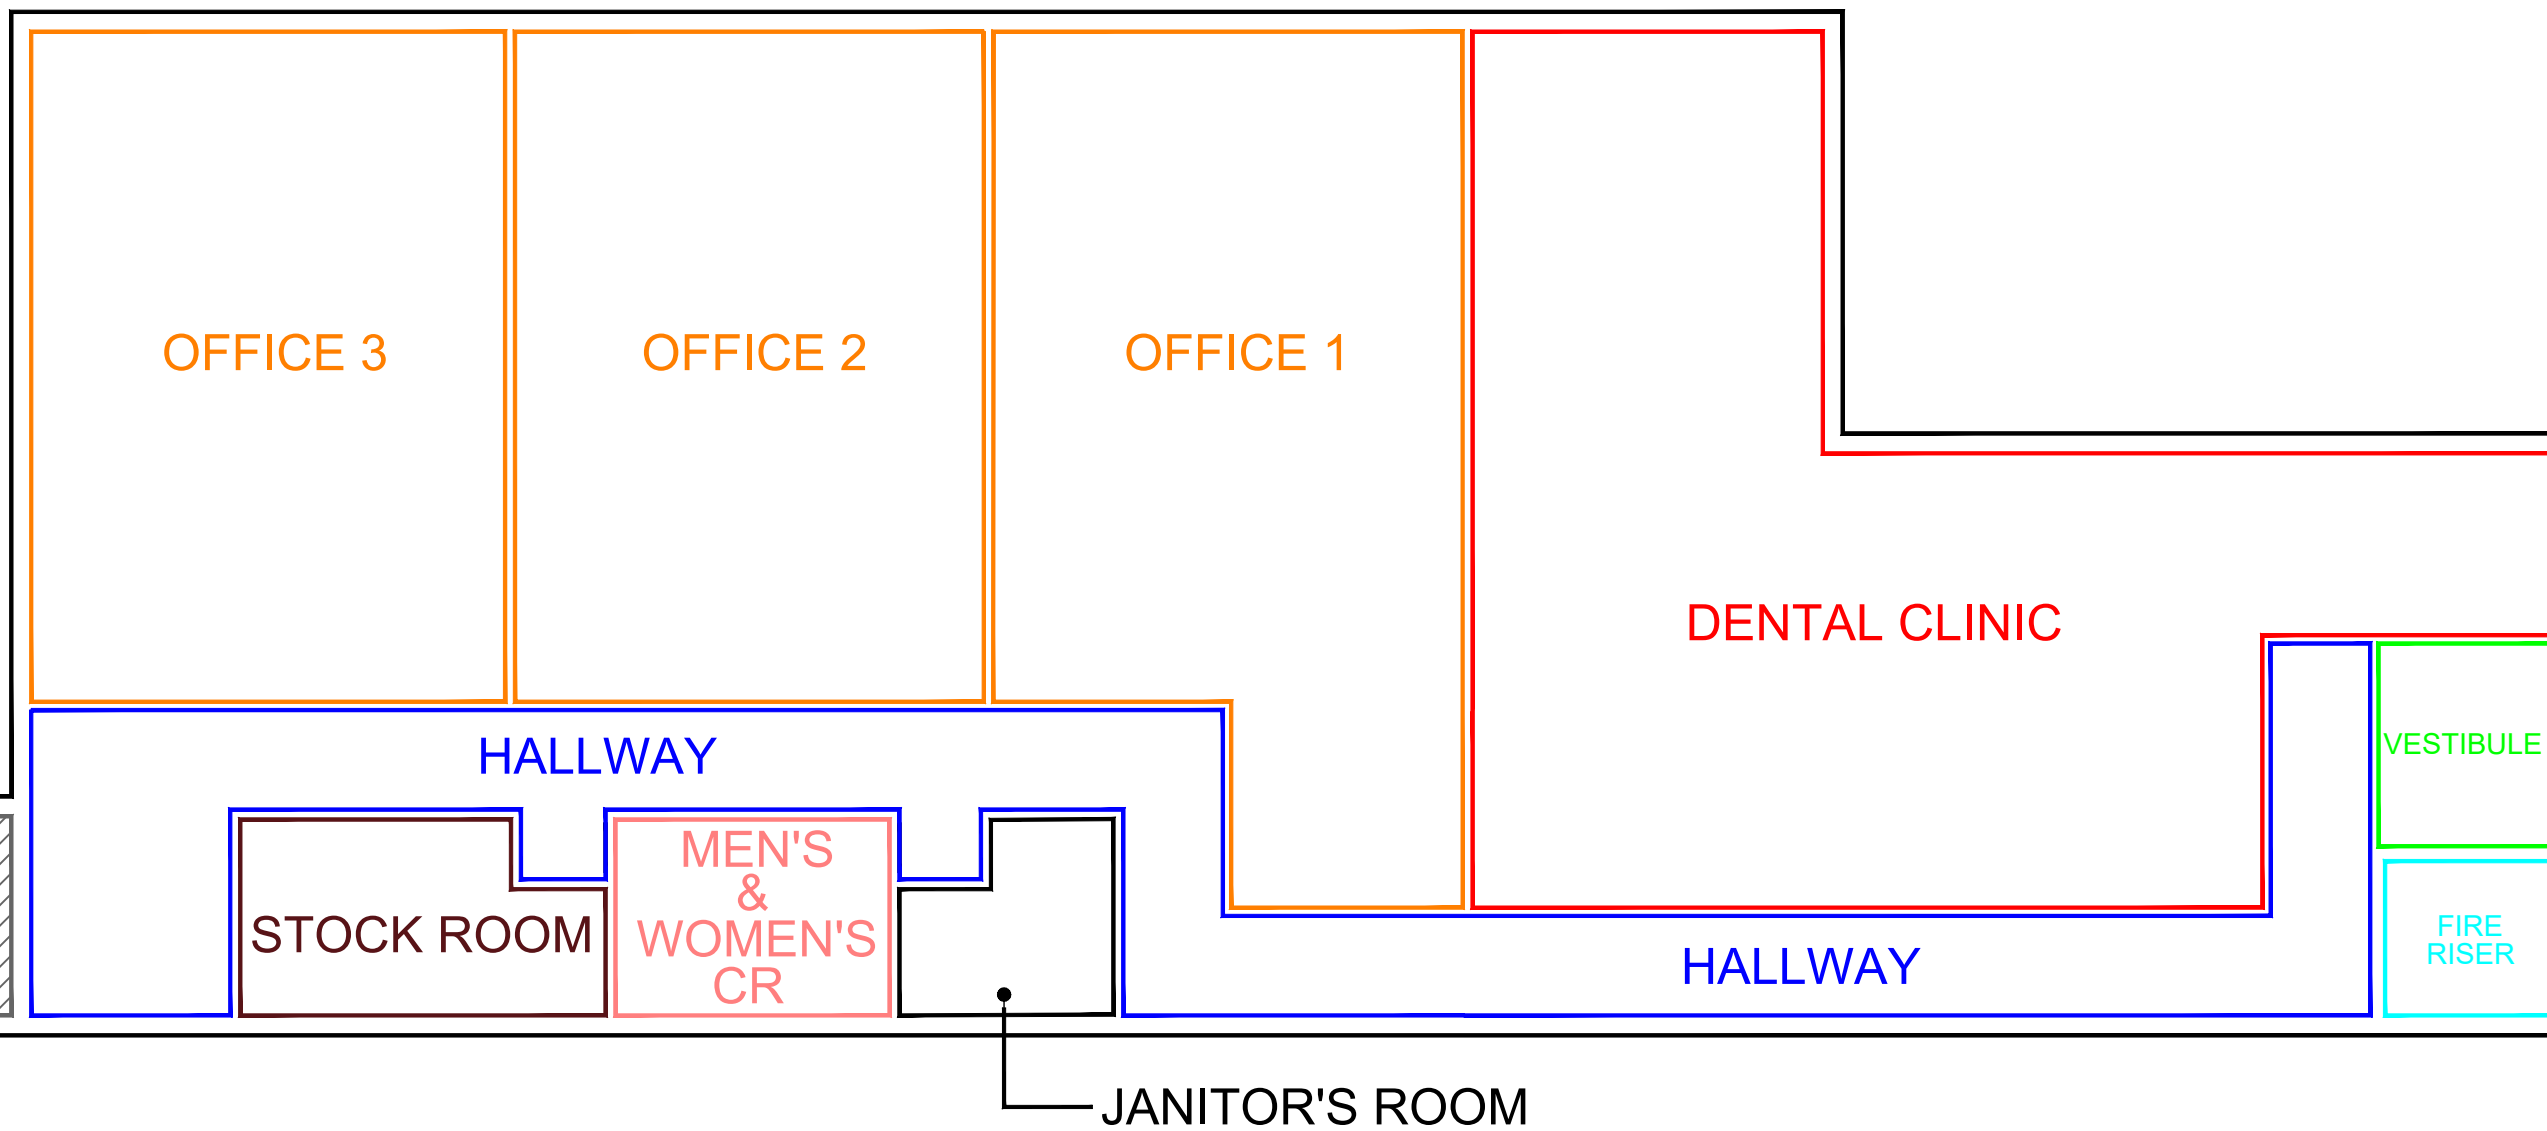 OFFICE 3
OFFICE 2
OFFICE 1
DENTAL CLINIC
HALLWAY
VESTIBULE
MEN'S
&
WOMEN'S
CR
STOCK ROOM
HALLWAY
FIRE
RISER
JANITOR'S ROOM